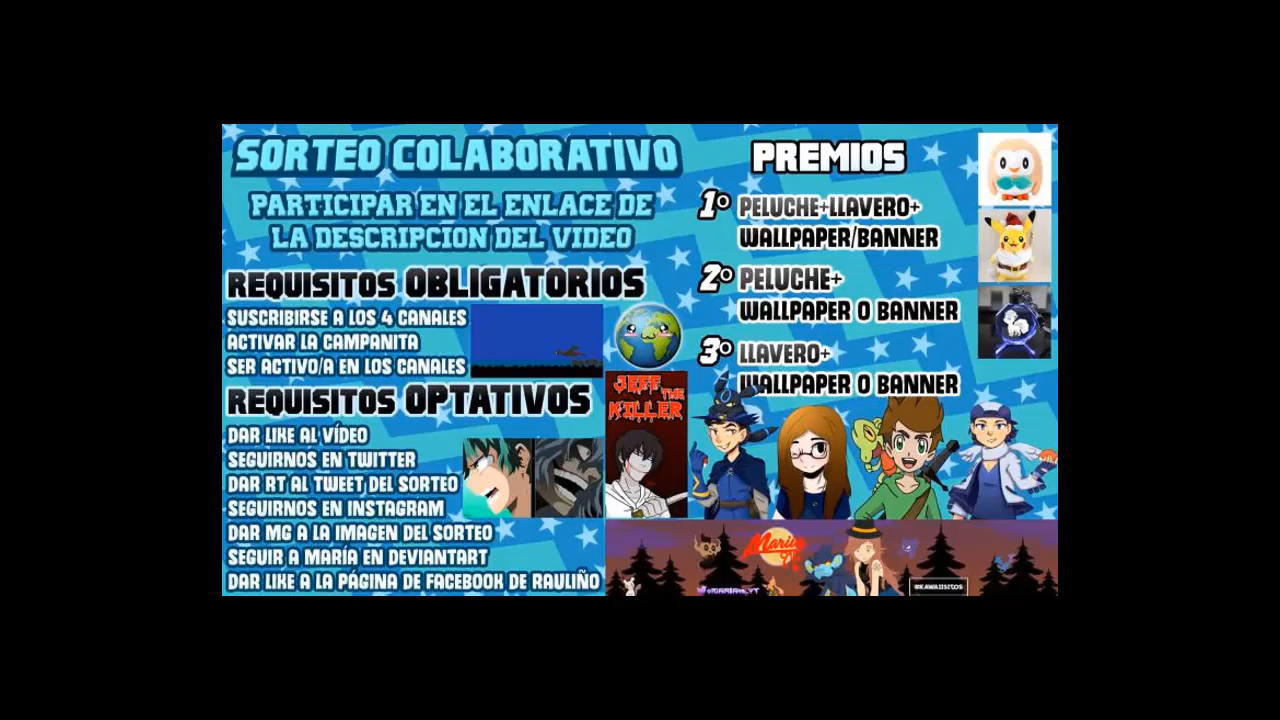 SORTEO COLABORATIVO
PARTICIPAR EN EL ENLACE DE
LA DESCRIPCION DEL VIDEO
REQUISITOS OBLIGATORIOS
SUSCRIBIRSE A LOS 4 CANALES
ACTIVAR LA CAMPANITA
SER ACTIVO/A EN LOS CANALES
REQUISITOS OPTATIVOS
DAR LIKE AL VÍDEO
SEGUIRNOS EN TWITTER
DAR RT AL TWEET DEL SORTEO
SEGUIRNOS EN INSTAGRAM
DAR MG A LA IMAGEN DEL SORTEO
SEGUIR A MARÍA EN DEVIANTART
DAR LIKE A LA PÁGINA DE FACEBOOK DE RAULIÑO
PREMIOS
1º PELUCHE+LLAVERO+
WALLPAPER/BANNER
2º PELUCHE+
WALLPAPER O BANNER
3º LLAVERO+
WALLPAPER O BANNER
JEFF
THE
KILLER
#KAWAIISITOS